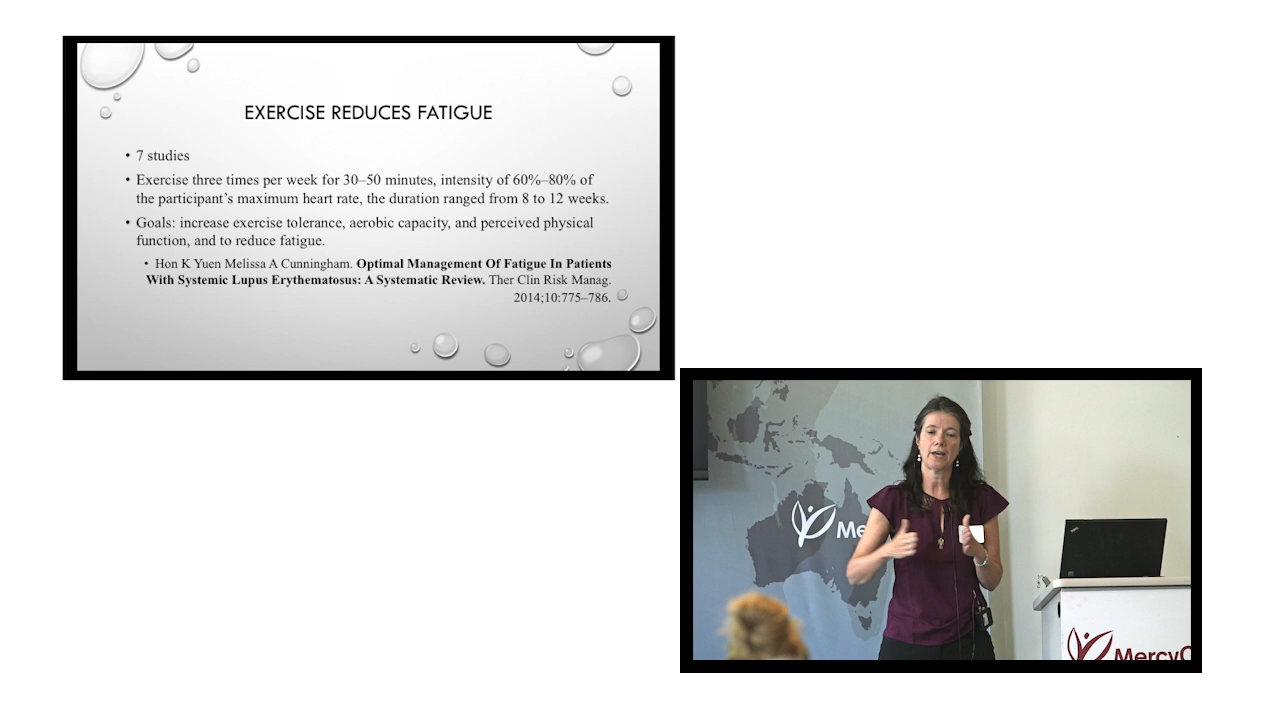 EXERCISE REDUCES FATIGUE
• 7 studies
• Exercise three times per week for 30–50 minutes, intensity of 60%–80% of
the participant's maximum heart rate, the duration ranged from 8 to 12 weeks.
• Goals: increase exercise tolerance, aerobic capacity, and perceived physical
function, and to reduce fatigue.
• Hon K Yuen Melissa A Cunningham. Optimal Management Of Fatigue In Patients
With Systemic Lupus Erythematosus: A Systematic Review. Ther Clin Risk Manag.
2014;10:775–786.
Me
MercyC